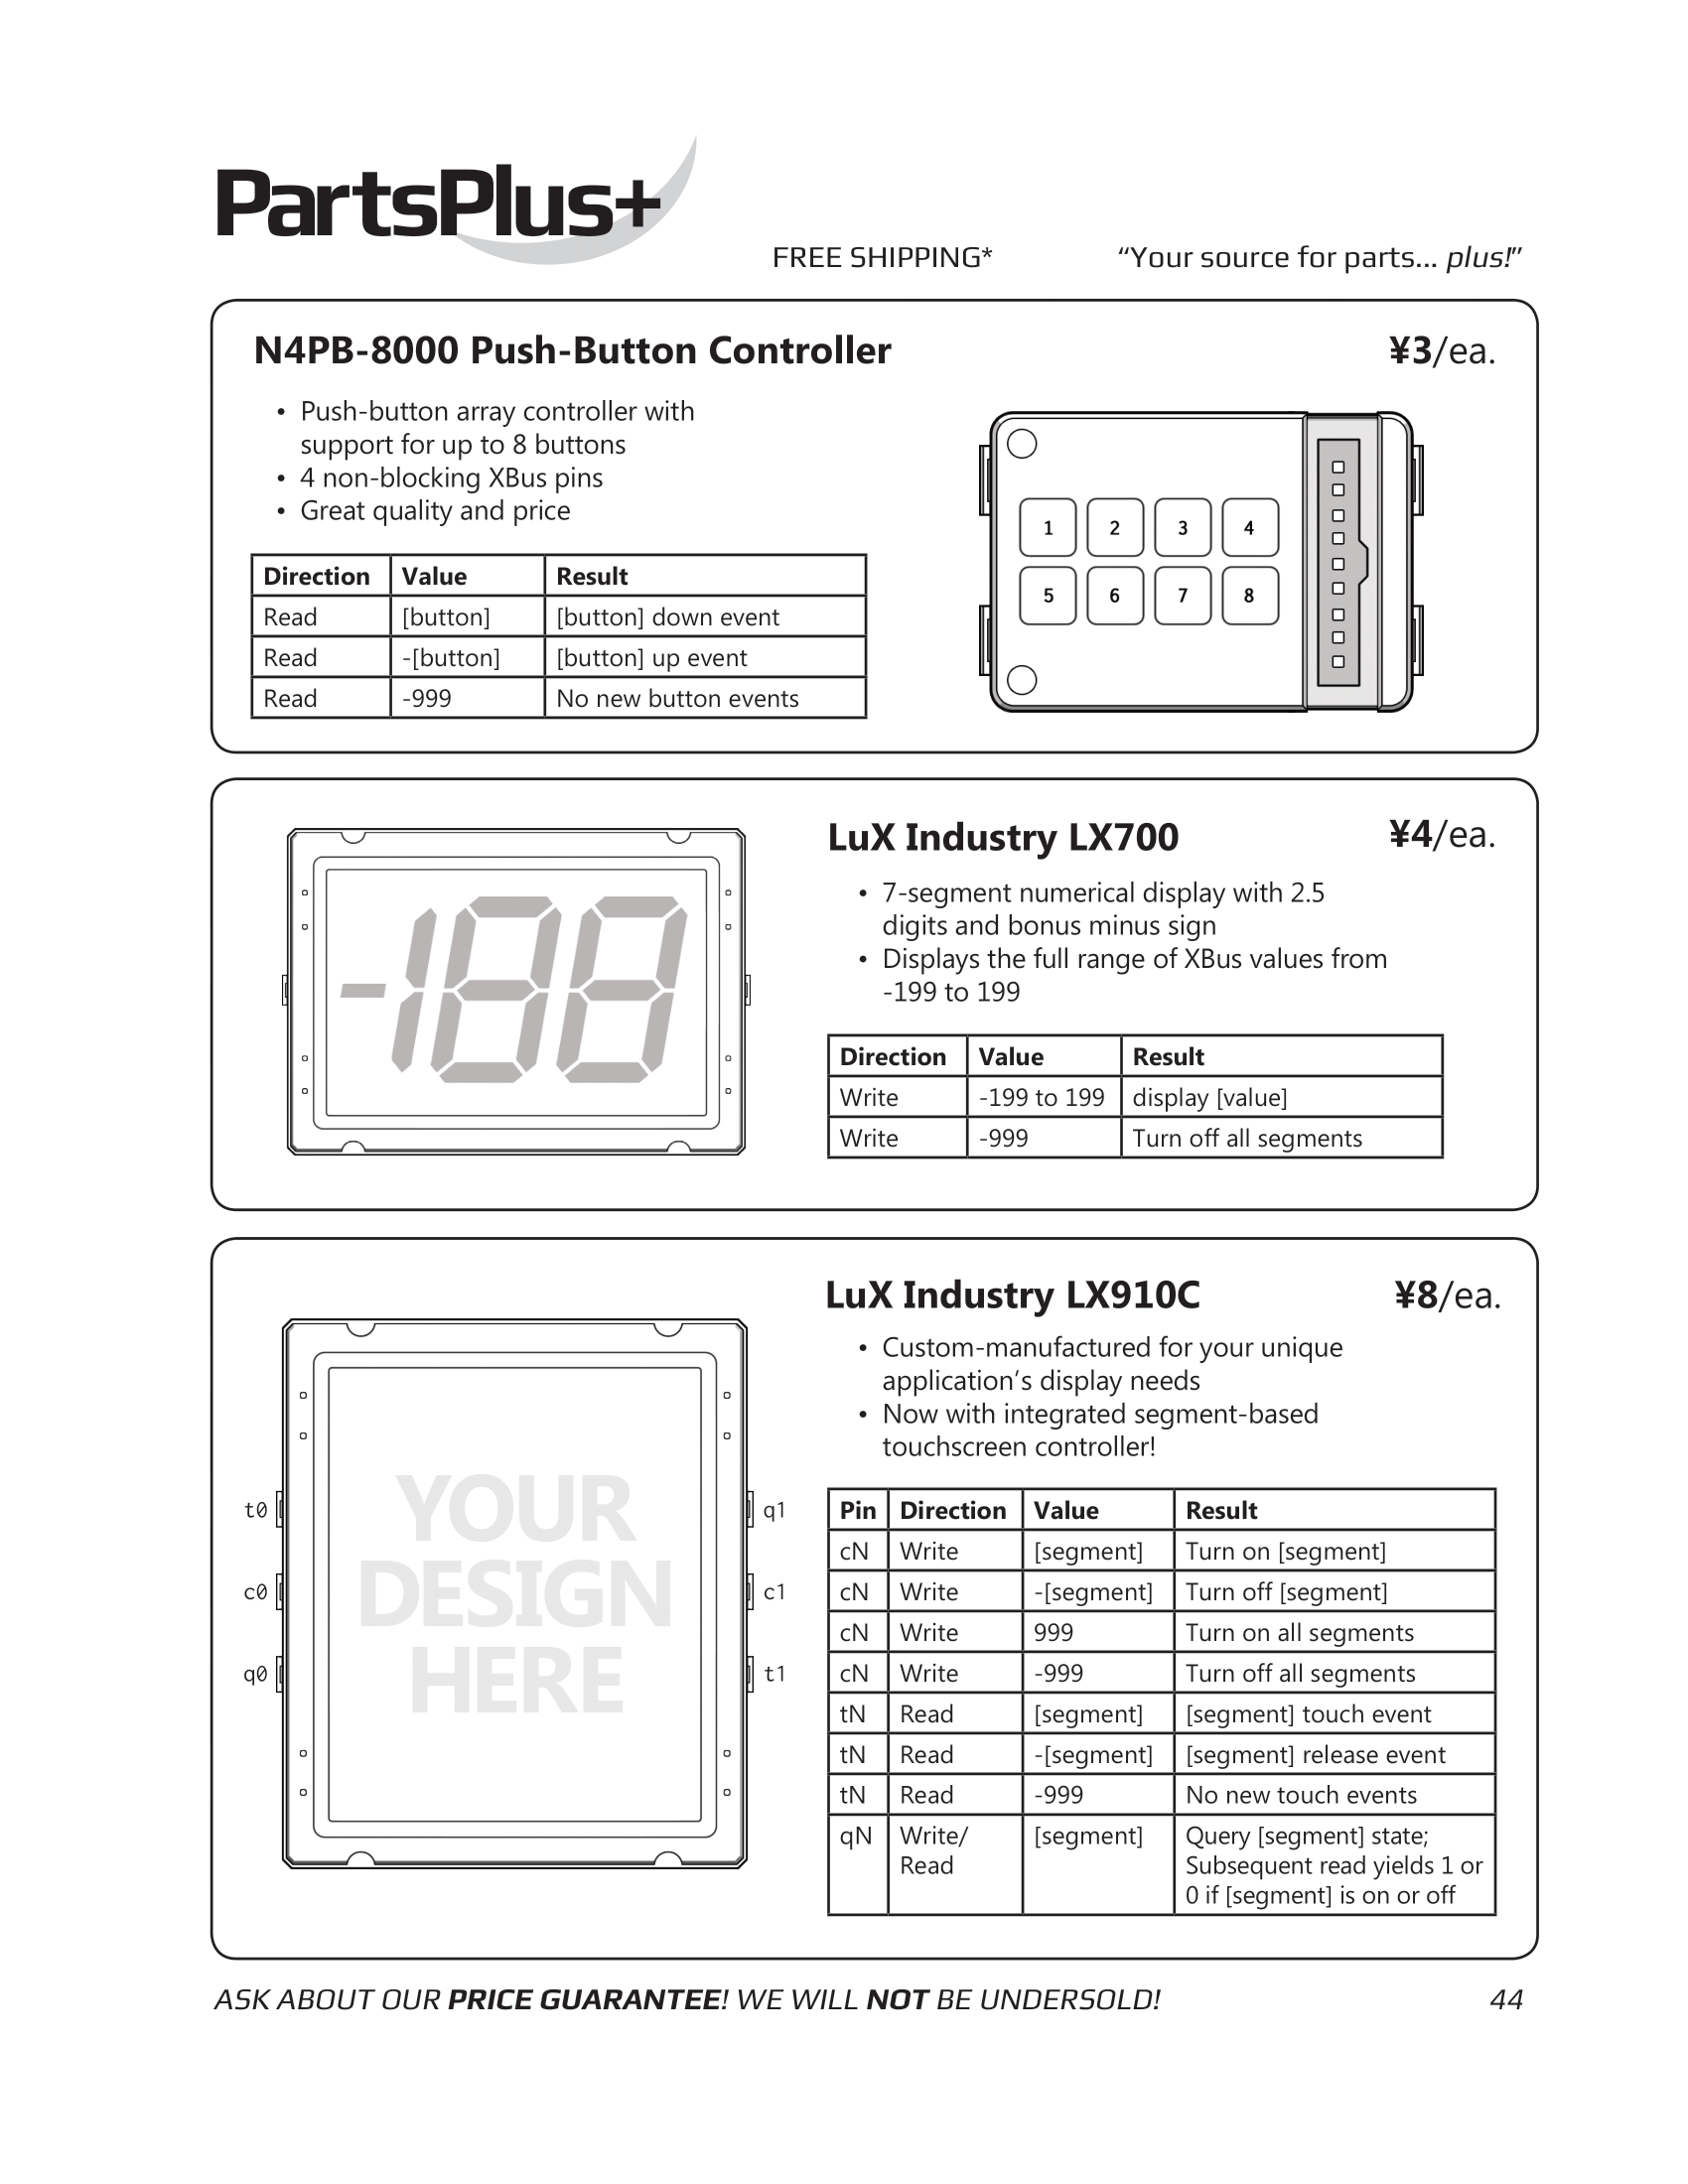 PartsPlus+
FREE SHIPPING*
“Your source for parts... plus!”
N4PB-8000 Push-Button Controller
¥3/ea.
• Push-button array controller with
support for up to 8 buttons
• 4 non-blocking XBus pins
• Great quality and price
Direction Value Result
Read [button] [button] down event
Read -[button] [button] up event
Read -999 No new button events
1 2 3 4
5 6 7 8
LuX Industry LX700
¥4/ea.
• 7-segment numerical display with 2.5
digits and bonus minus sign
• Displays the full range of XBus values from
-199 to 199
Direction Value Result
Write -199 to 199 display [value]
Write -999 Turn off all segments
-188
LuX Industry LX910C
¥8/ea.
• Custom-manufactured for your unique
application’s display needs
• Now with integrated segment-based
touchscreen controller!
t0 q1
c0 c1
q0 t1
YOUR
DESIGN
HERE
Pin Direction Value Result
cN Write [segment] Turn on [segment]
cN Write -[segment] Turn off [segment]
cN Write 999 Turn on all segments
cN Write -999 Turn off all segments
tN Read [segment] [segment] touch event
tN Read -[segment] [segment] release event
tN Read -999 No new touch events
qN Write/ [segment] Query [segment] state;
Read Subsequent read yields 1 or
0 if [segment] is on or off
ASK ABOUT OUR PRICE GUARANTEE! WE WILL NOT BE UNDERSOLD!
44